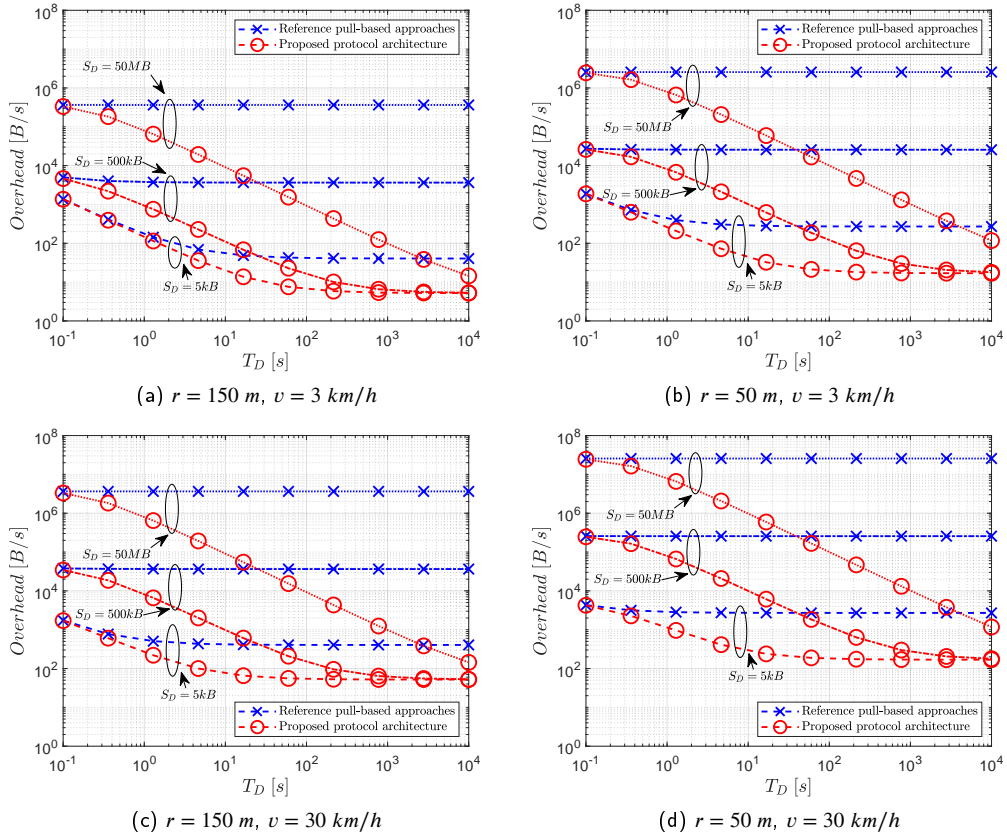 Reference pull-based approaches
Proposed protocol architecture
10^8
10^6
10^4
10^2
10^0
Overhead [B/s]
S_D = 50MB
S_D = 500kB
S_D = 5kB
10^-1 10^0 10^1 10^2 10^3 10^4
T_D [s]
(a) r = 150 m, v = 3 km/h
Reference pull-based approaches
Proposed protocol architecture
10^8
10^6
10^4
10^2
10^0
Overhead [B/s]
S_D = 50MB
S_D = 500kB
S_D = 5kB
10^-1 10^0 10^1 10^2 10^3 10^4
T_D [s]
(b) r = 50 m, v = 3 km/h
10^8
10^6
10^4
10^2
10^0
Overhead [B/s]
S_D = 50MB
S_D = 500kB
S_D = 5kB
Reference pull-based approaches
Proposed protocol architecture
10^-1 10^0 10^1 10^2 10^3 10^4
T_D [s]
(c) r = 150 m, v = 30 km/h
10^8
10^6
10^4
10^2
10^0
Overhead [B/s]
S_D = 50MB
S_D = 500kB
S_D = 5kB
Reference pull-based approaches
Proposed protocol architecture
10^-1 10^0 10^1 10^2 10^3 10^4
T_D [s]
(d) r = 50 m, v = 30 km/h